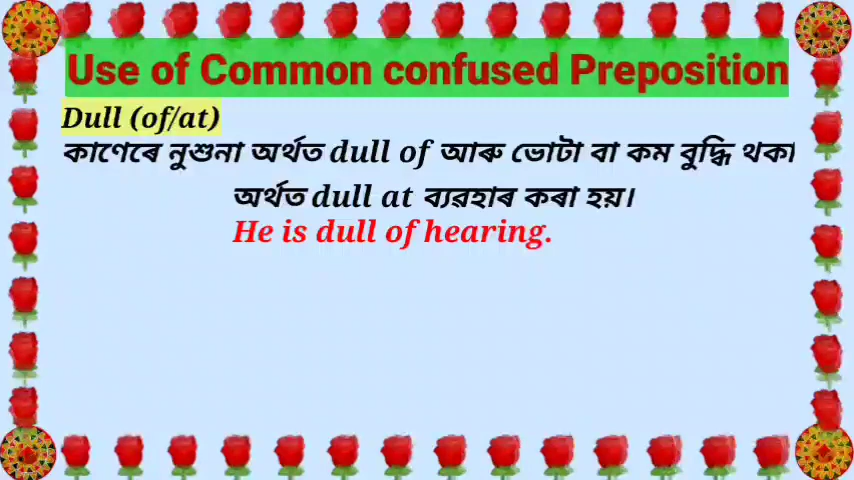 Use of Common confused Preposition
Dull (of/at)
কাণেৰে নুশুনা অৰ্থত dull of আৰু ভোটা বা কম বুদ্ধি থকা
অৰ্থত dull at ব্যৱহাৰ কৰা হয়।
He is dull of hearing.